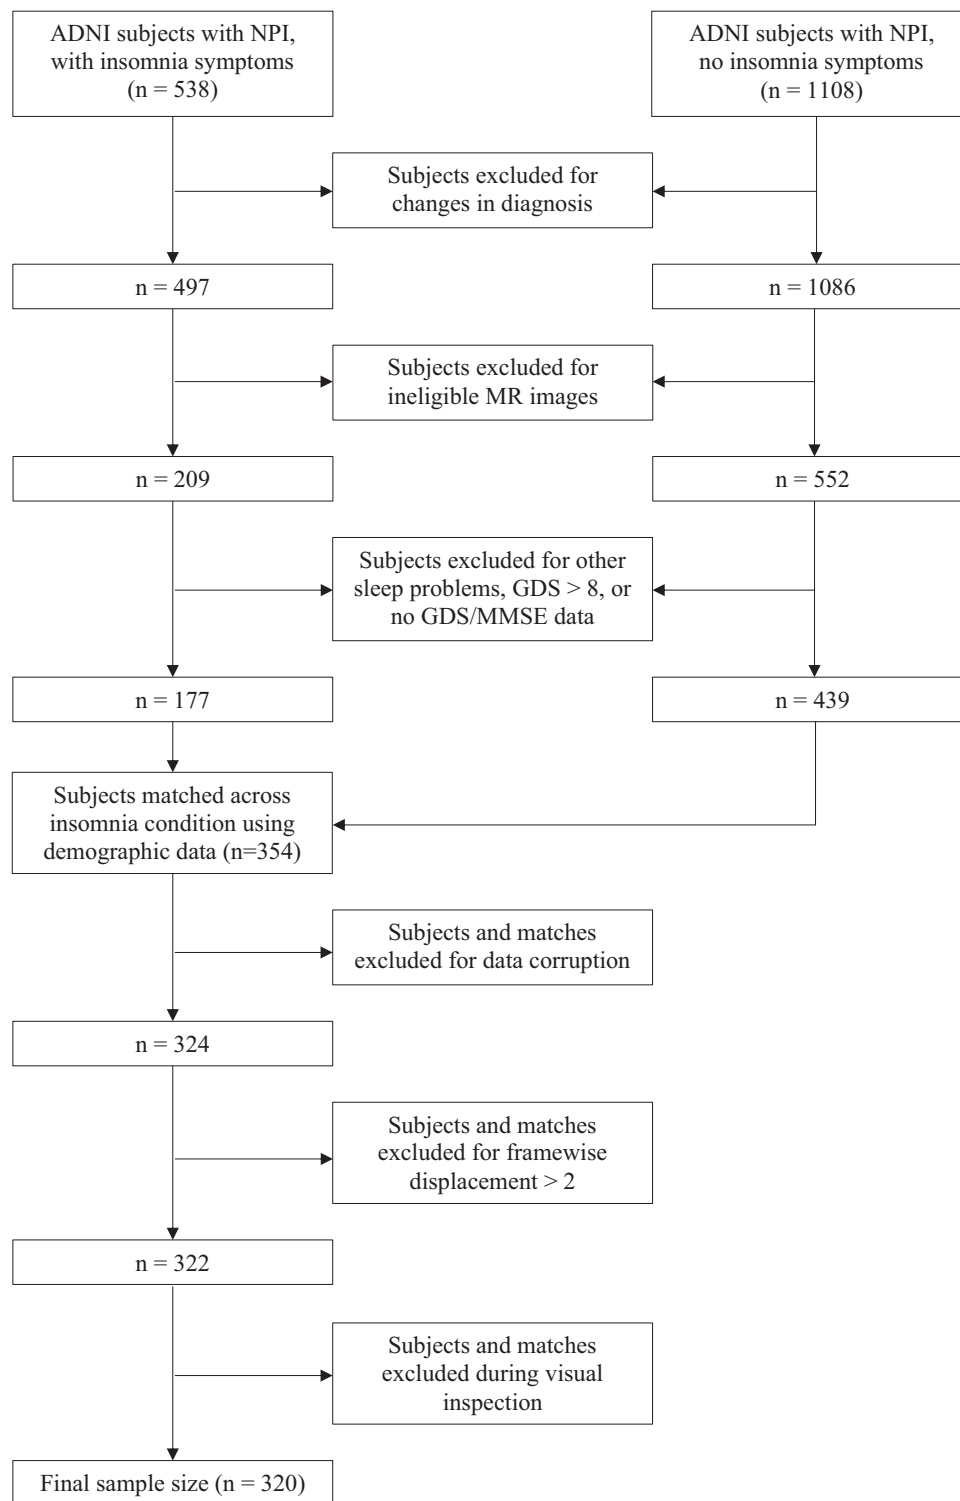 ADNI subjects with NPI,
with insomnia symptoms
(n = 538)
ADNI subjects with NPI,
no insomnia symptoms
(n = 1108)
Subjects excluded for
changes in diagnosis
n = 497
n = 1086
Subjects excluded for
ineligible MR images
n = 209
n = 552
Subjects excluded for other
sleep problems, GDS > 8, or
no GDS/MMSE data
n = 177
n = 439
Subjects matched across
insomnia condition using
demographic data (n=354)
Subjects and matches
excluded for data corruption
n = 324
Subjects and matches
excluded for framewise
displacement > 2
n = 322
Subjects and matches
excluded during visual
inspection
Final sample size (n = 320)